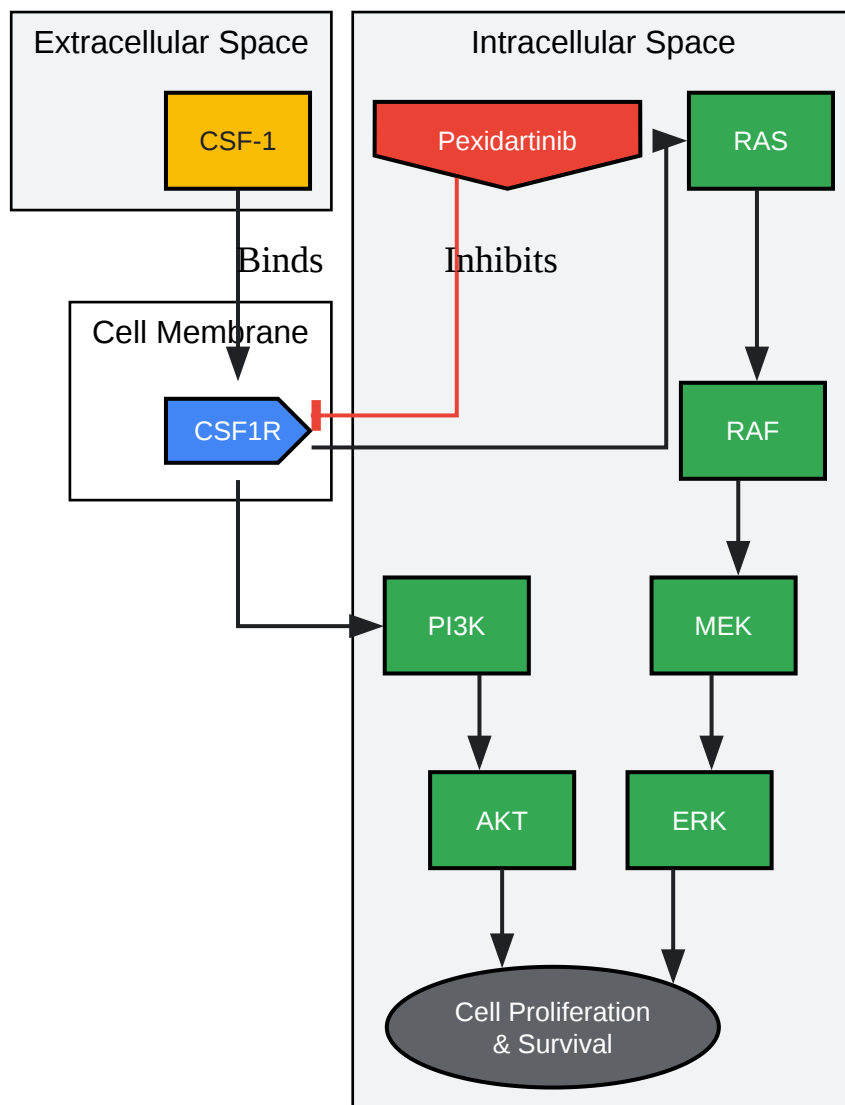 Extracellular Space
Intracellular Space
CSF-1
Pexidartinib
RAS
Binds
Inhibits
Cell Membrane
CSF1R
RAF
PI3K
MEK
AKT
ERK
Cell Proliferation
& Survival